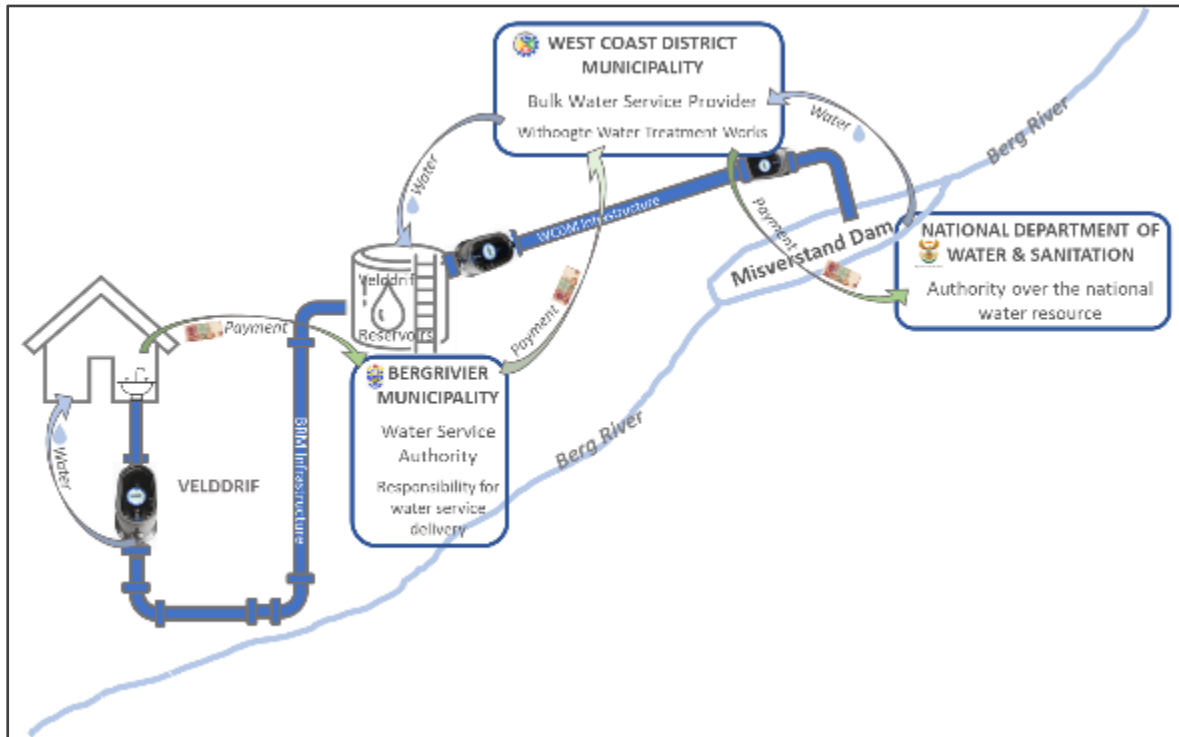 WEST COAST DISTRICT
MUNICIPALITY
Bulk Water Service Provider
Withoogte Water Treatment Works
Water
Berg River
Water
WCDM Infrastructure
Payment
Misverstand Dam
NATIONAL DEPARTMENT OF
WATER & SANITATION
Authority over the national
water resource
Velddrif
Reservoirs
Payment
Payment
BERGRIVIER
MUNICIPALITY
Water Service
Authority
Responsibility for
water service
delivery
Berg River
BRM Infrastructure
Water
VELDDRIF